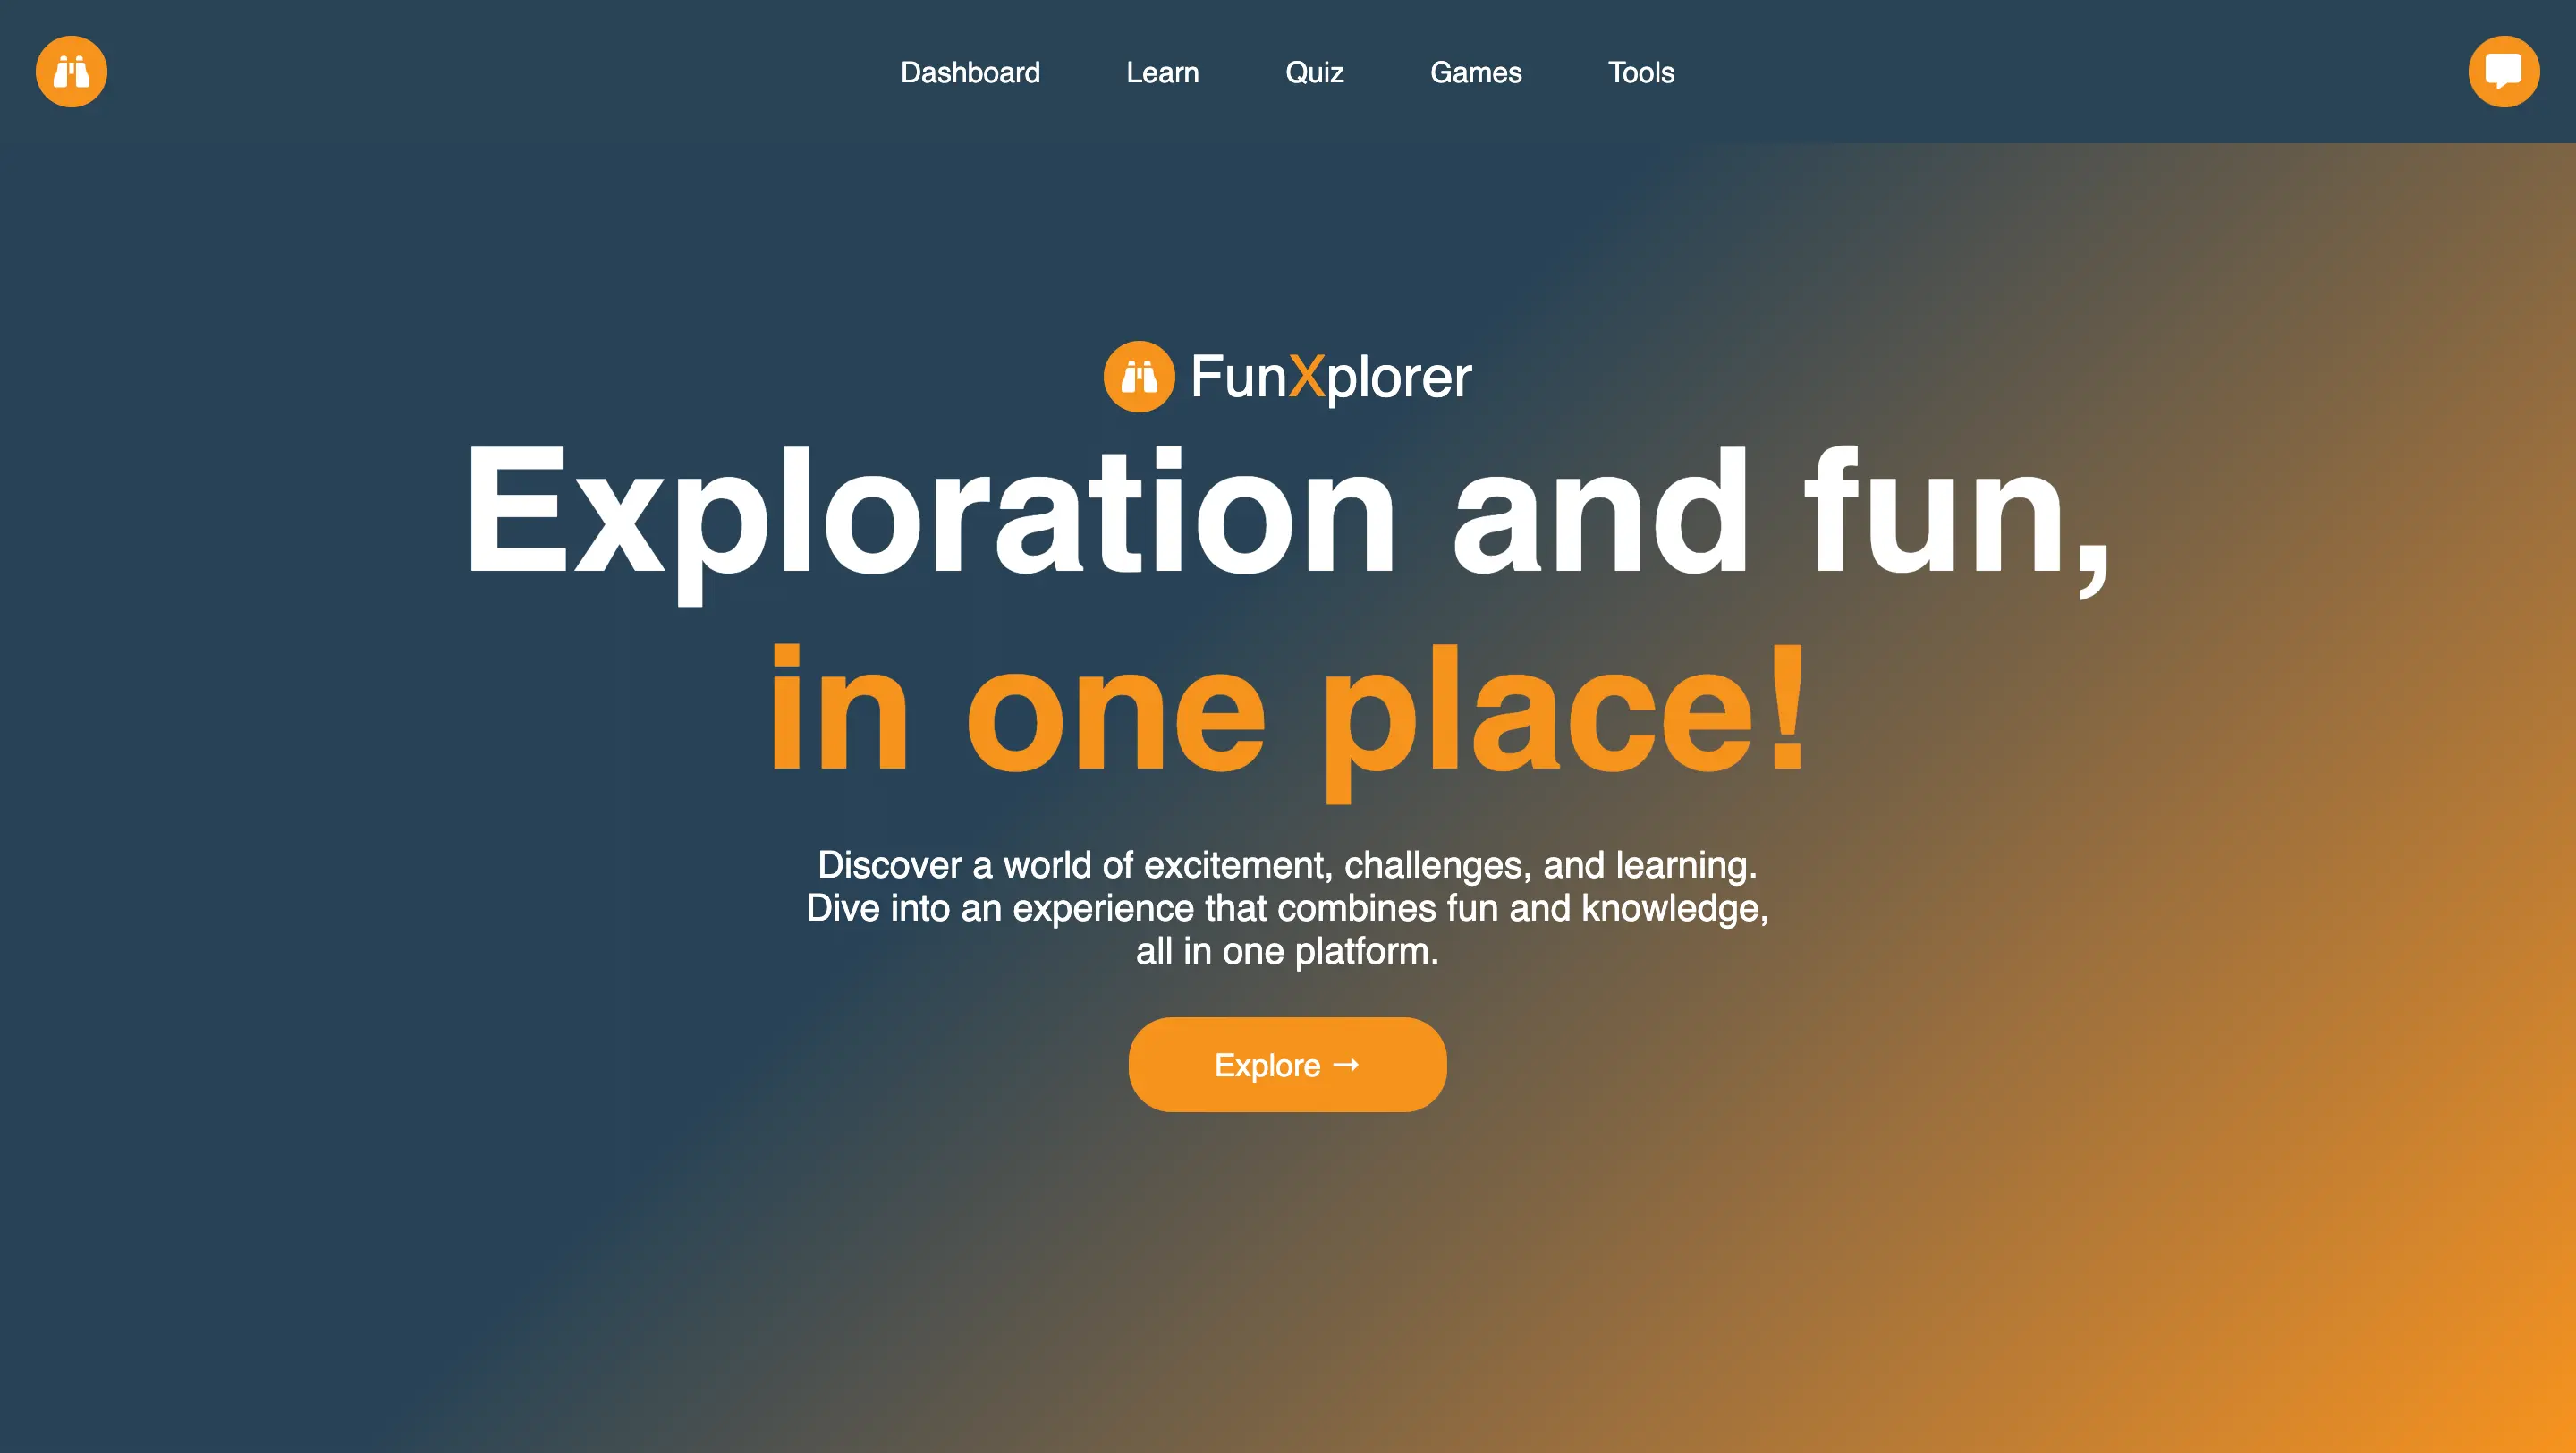 Dashboard Learn Quiz Games Tools
FunXplorer
Exploration and fun,
in one place!
Discover a world of excitement, challenges, and learning.
Dive into an experience that combines fun and knowledge,
all in one platform.
Explore →